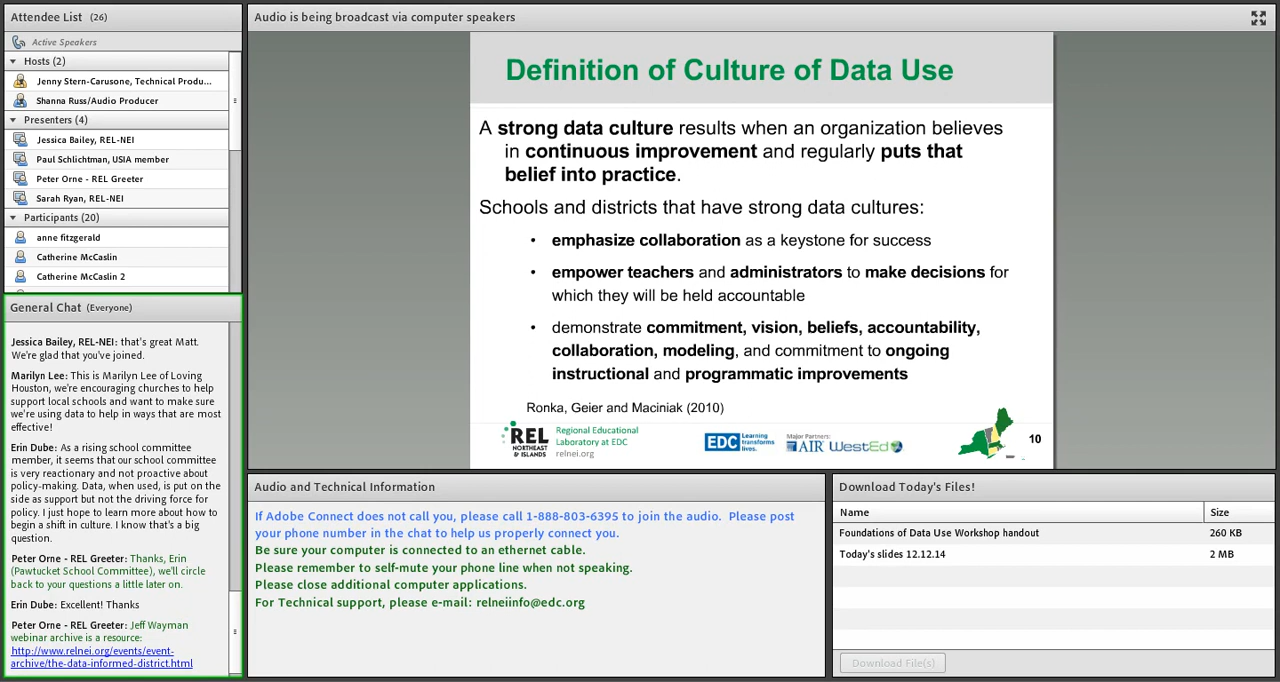 Attendee List (26)
Active Speakers
Hosts (2)
Jenny Stern-Carusone, Technical Produ...
Shanna Russ/Audio Producer
Presenters (4)
Jessica Bailey, REL-NEI
Paul Schlichtman, USIA member
Peter Orne - REL Greeter
Sarah Ryan, REL-NEI
Participants (20)
anne fitzgerald
Catherine McCaslin
Catherine McCaslin 2
General Chat (Everyone)
Jessica Bailey, REL-NEI: that's great Matt.
We're glad that you've joined.
Marilyn Lee: This is Marilyn Lee of Loving
Houston, we're encouraging churches to help
support local schools and want to make sure
we're using data to help in ways that are most
effective!
Erin Dube: As a rising school committee
member, it seems that our school committee
is very reactionary and not proactive about
policy-making. Data, when used, is put on the
side as support but not the driving force for
policy. I just hope to learn more about how to
begin a shift in culture. I know that's a big
question.
Peter Orne - REL Greeter: Thanks, Erin
(Pawtucket School Committee), we'll circle
back to your questions a little later on.
Erin Dube: Excellent! Thanks
Peter Orne - REL Greeter: Jeff Wayman
webinar archive is a resource:
http://www.relnei.org/events/event-
archive/the-data-informed-district.html
Audio is being broadcast via computer speakers
Definition of Culture of Data Use
A strong data culture results when an organization believes
in continuous improvement and regularly puts that
belief into practice.
Schools and districts that have strong data cultures:
• emphasize collaboration as a keystone for success
• empower teachers and administrators to make decisions for
which they will be held accountable
• demonstrate commitment, vision, beliefs, accountability,
collaboration, modeling, and commitment to ongoing
instructional and programmatic improvements
Ronka, Geier and Maciniak (2010)
REL
NORTHEAST
& ISLANDS
Regional Educational
Laboratory at EDC
relnei.org
EDC
Learning
transforms
lives.
Major Partners:
AIR WestEd
10
Audio and Technical Information
If Adobe Connect does not call you, please call 1-888-803-6395 to join the audio. Please post
your phone number in the chat to help us properly connect you.
Be sure your computer is connected to an ethernet cable.
Please remember to self-mute your phone line when not speaking.
Please close additional computer applications.
For Technical support, please e-mail: relneiinfo@edc.org
Download Today's Files!
Name Size
Foundations of Data Use Workshop handout 260 KB
Today's slides 12.12.14 2 MB
Download File(s)